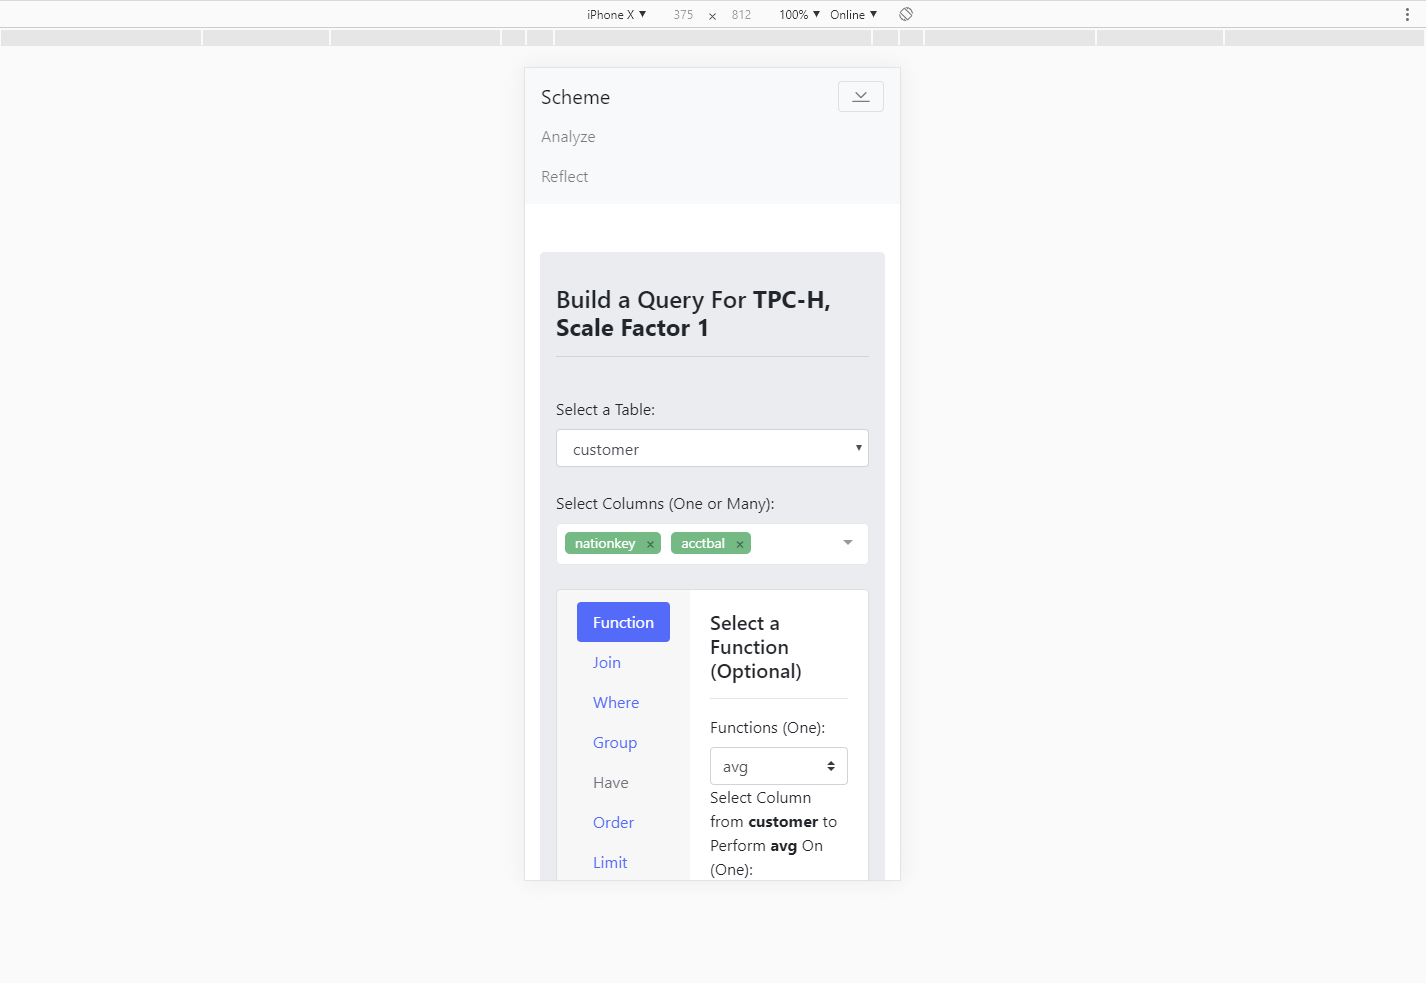 iPhone X ▼ 375 × 812 100% ▼ Online ▼
Scheme
Analyze
Reflect
Build a Query For TPC-H,
Scale Factor 1
Select a Table:
customer
Select Columns (One or Many):
nationkey × acctbal ×
Function
Join
Where
Group
Have
Order
Limit
Select a
Function
(Optional)
Functions (One):
avg
Select Column
from customer to
Perform avg On
(One):